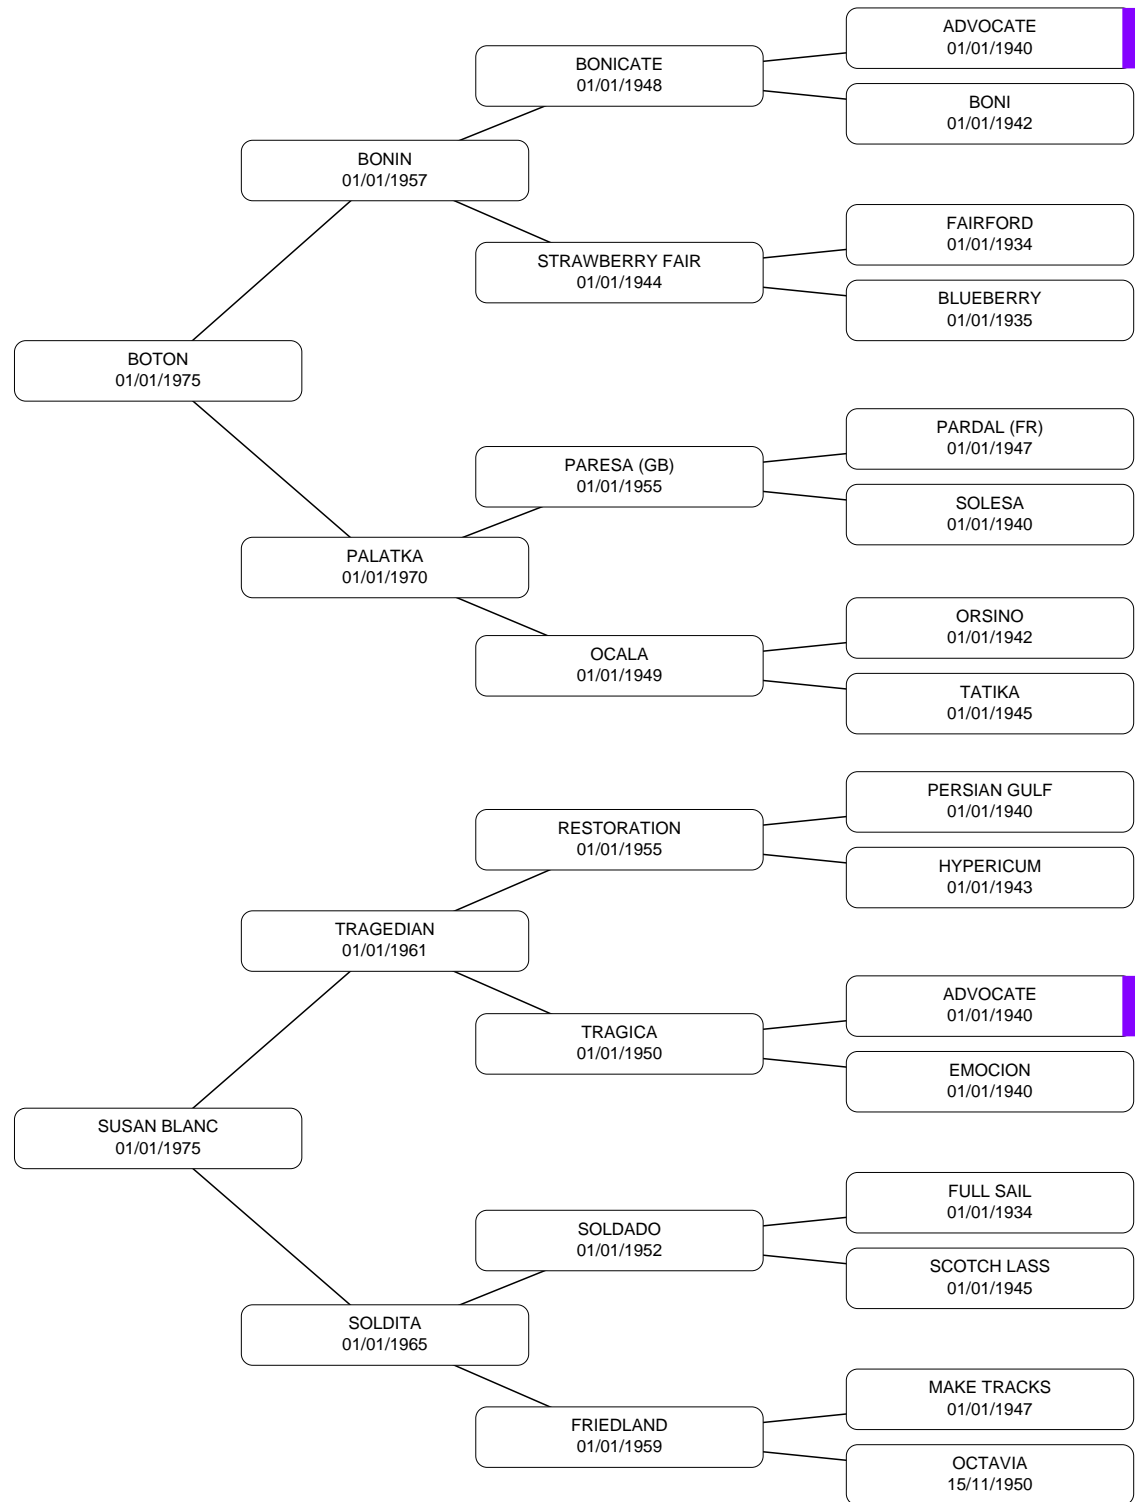 ADVOCATE
01/01/1940
BONICATE
01/01/1948
BONI
01/01/1942
BONIN
01/01/1957
FAIRFORD
01/01/1934
STRAWBERRY FAIR
01/01/1944
BLUEBERRY
01/01/1935
BOTON
01/01/1975
PARDAL (FR)
01/01/1947
PARESA (GB)
01/01/1955
SOLESA
01/01/1940
PALATKA
01/01/1970
ORSINO
01/01/1942
OCALA
01/01/1949
TATIKA
01/01/1945
PERSIAN GULF
01/01/1940
RESTORATION
01/01/1955
HYPERICUM
01/01/1943
TRAGEDIAN
01/01/1961
ADVOCATE
01/01/1940
TRAGICA
01/01/1950
EMOCION
01/01/1940
SUSAN BLANC
01/01/1975
FULL SAIL
01/01/1934
SOLDADO
01/01/1952
SCOTCH LASS
01/01/1945
SOLDITA
01/01/1965
MAKE TRACKS
01/01/1947
FRIEDLAND
01/01/1959
OCTAVIA
15/11/1950